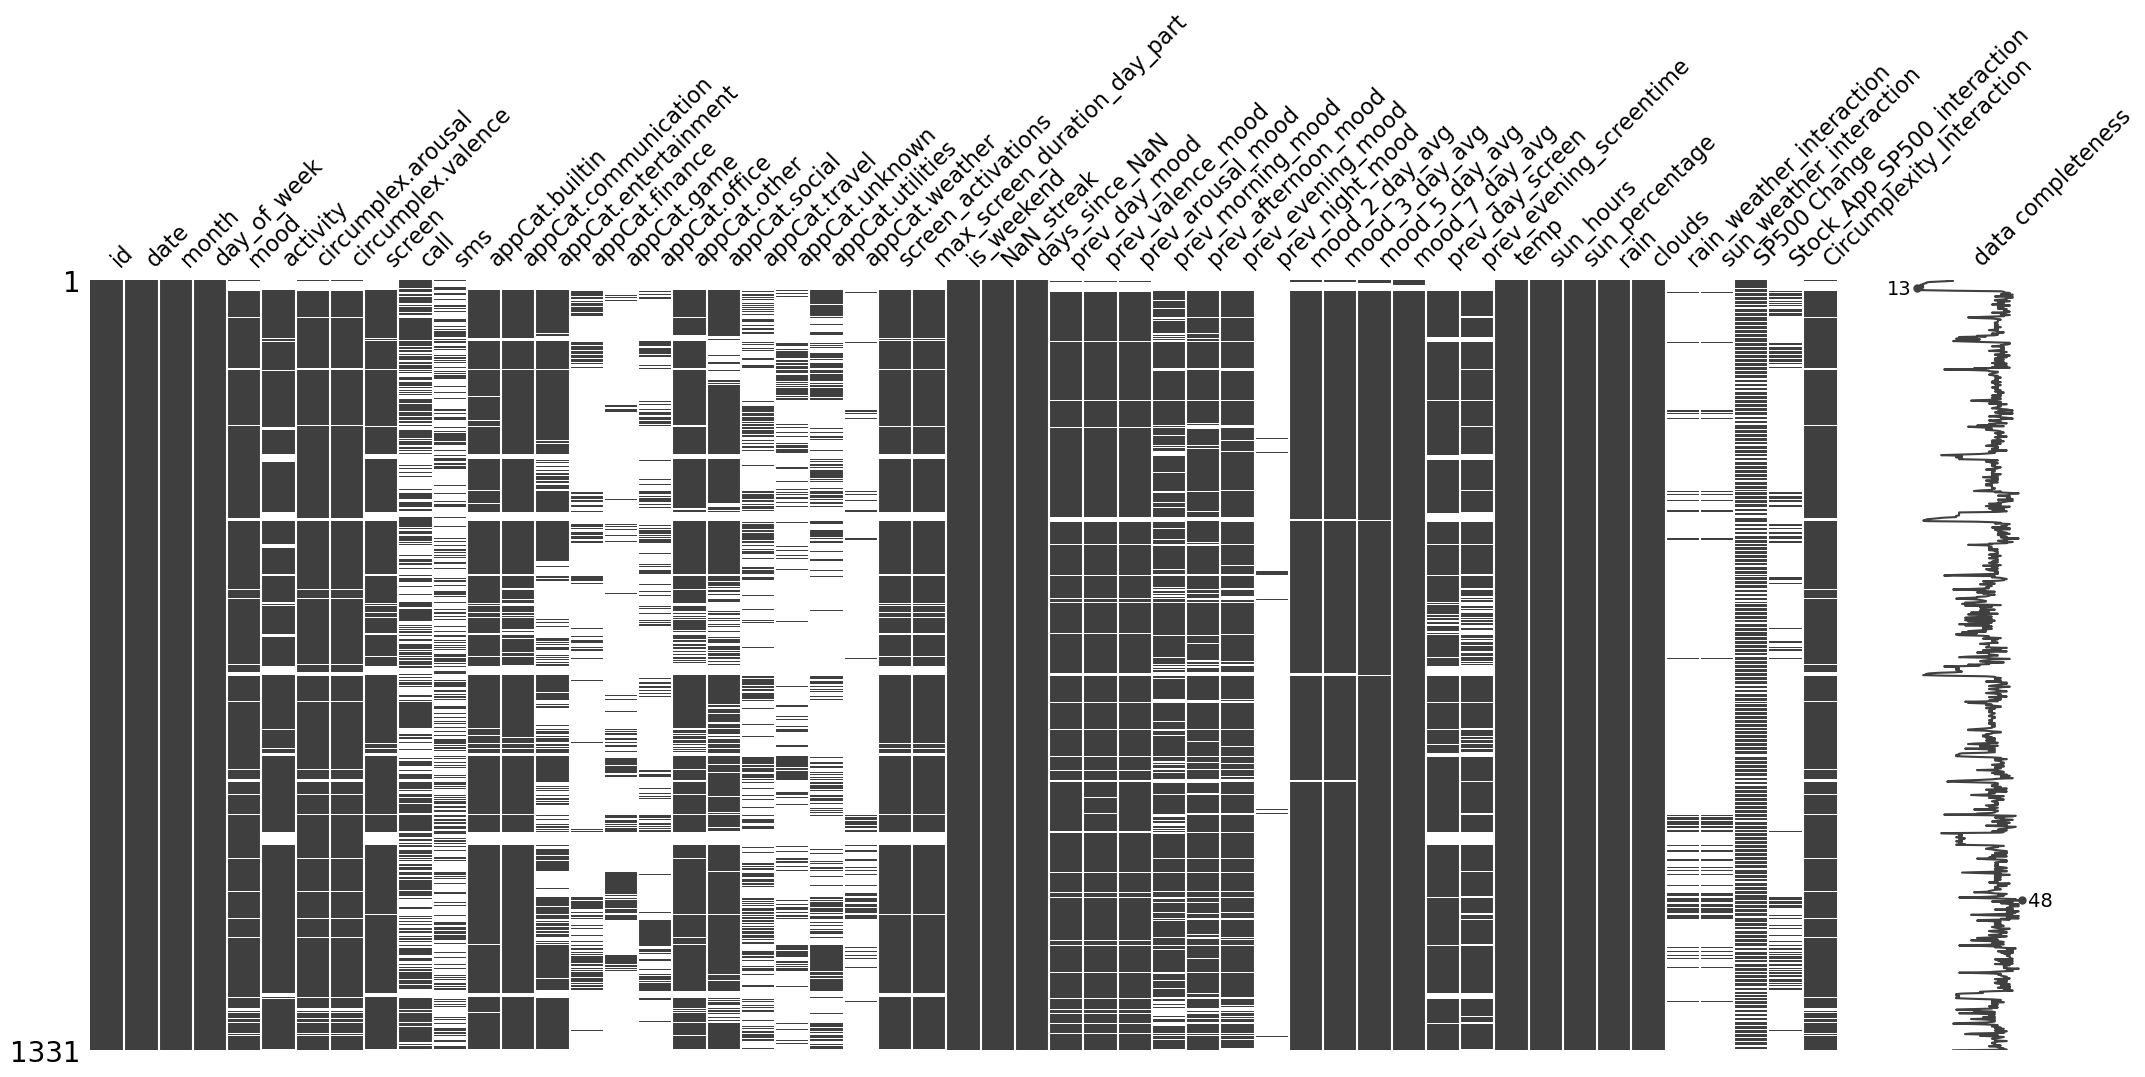 id
date
month
day_of_week
mood
activity
circumplex.arousal
circumplex.valence
screen
call
sms
appCat.builtin
appCat.communication
appCat.entertainment
appCat.finance
appCat.game
appCat.office
appCat.other
appCat.social
appCat.travel
appCat.unknown
appCat.utilities
appCat.weather
screen_activations
max_screen_duration_day_part
is_weekend
NaN_streak
days_since_NaN
prev_day_mood
prev_valence_mood
prev_arousal_mood
prev_morning_mood
prev_afternoon_mood
prev_evening_mood
prev_night_mood
mood_2_day_avg
mood_3_day_avg
mood_5_day_avg
mood_7_day_avg
prev_day_screen
prev_evening_screentime
temp
sun_hours
sun_percentage
rain
clouds
rain_weather_interaction
sun_weather_interaction
SP500 Change
Stock_App_SP500_interaction
Circumplexity_Interaction
data completeness
1
13
48
1331